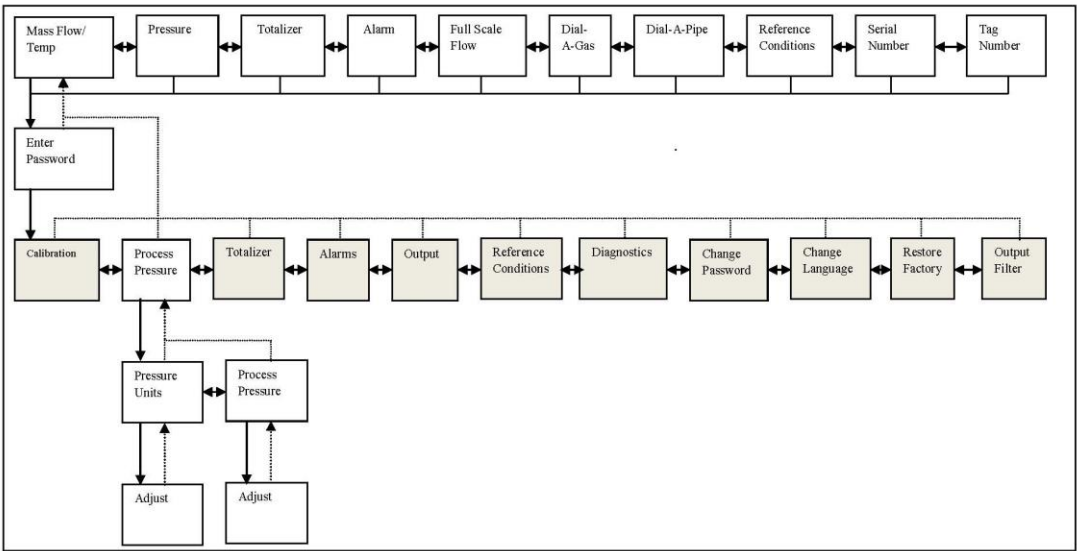 Mass Flow/
Temp
Pressure
Totalizer
Alarm
Full Scale
Flow
Dial-
A-Gas
Dial-A-Pipe
Reference
Conditions
Serial
Number
Tag
Number
Enter
Password
Calibration
Process
Pressure
Totalizer
Alarms
Output
Reference
Conditions
Diagnostics
Change
Password
Change
Language
Restore
Factory
Output
Filter
Pressure
Units
Process
Pressure
Adjust
Adjust